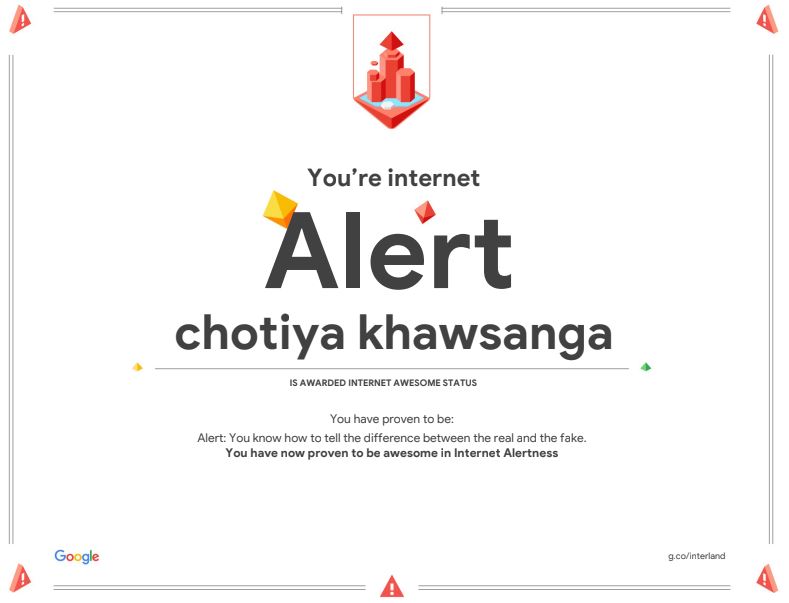 You're internet
Alert
chotiya khawsanga
IS AWARDED INTERNET AWESOME STATUS
You have proven to be:
Alert: You know how to tell the difference between the real and the fake.
You have now proven to be awesome in Internet Alertness
Google
g.co/interland